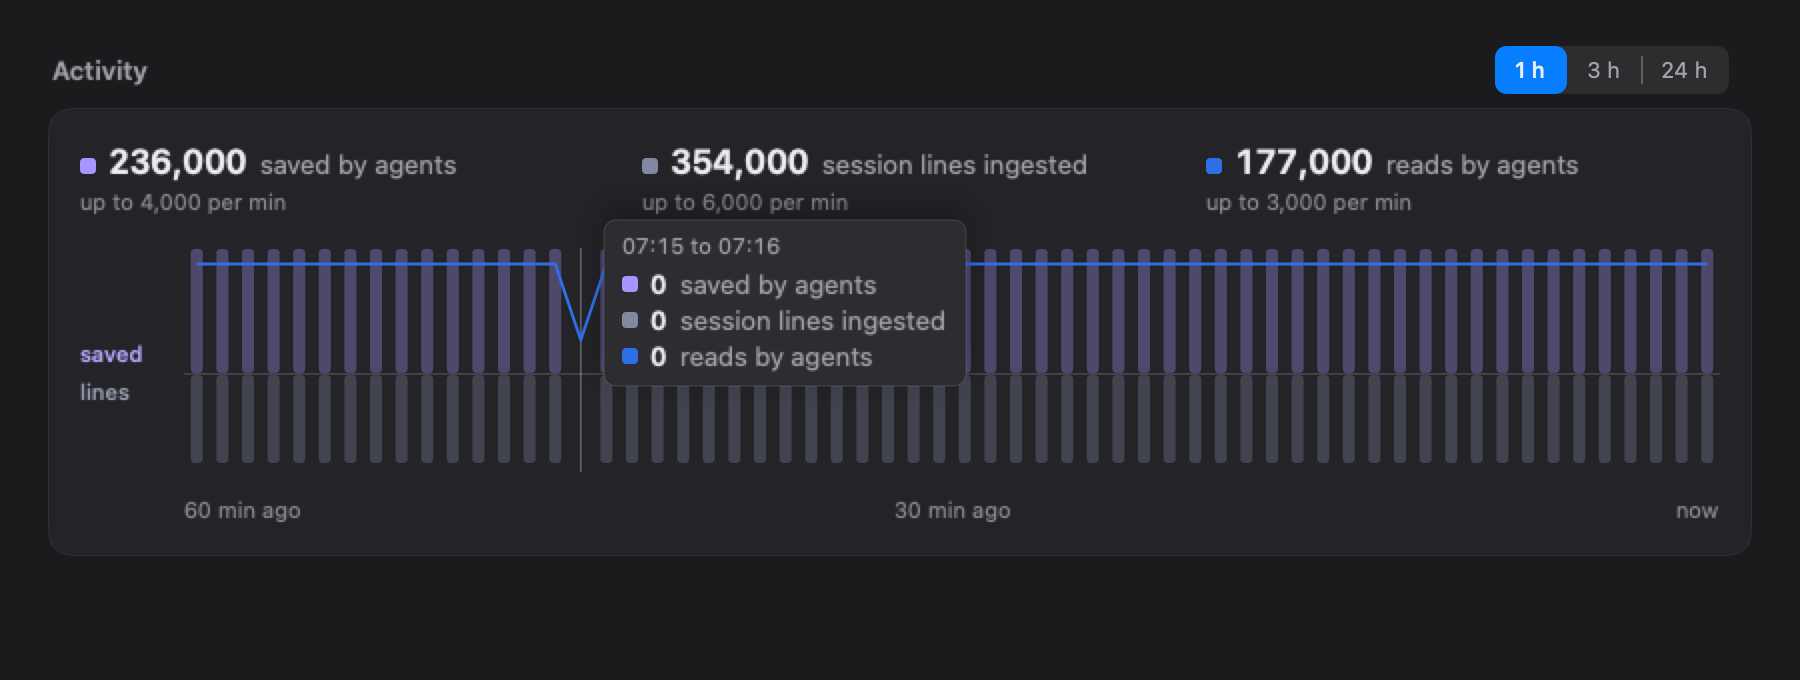 Activity
1 h 3 h 24 h
236,000 saved by agents
up to 4,000 per min
354,000 session lines ingested
up to 6,000 per min
177,000 reads by agents
up to 3,000 per min
07:15 to 07:16
0 saved by agents
0 session lines ingested
0 reads by agents
saved
lines
60 min ago
30 min ago
now